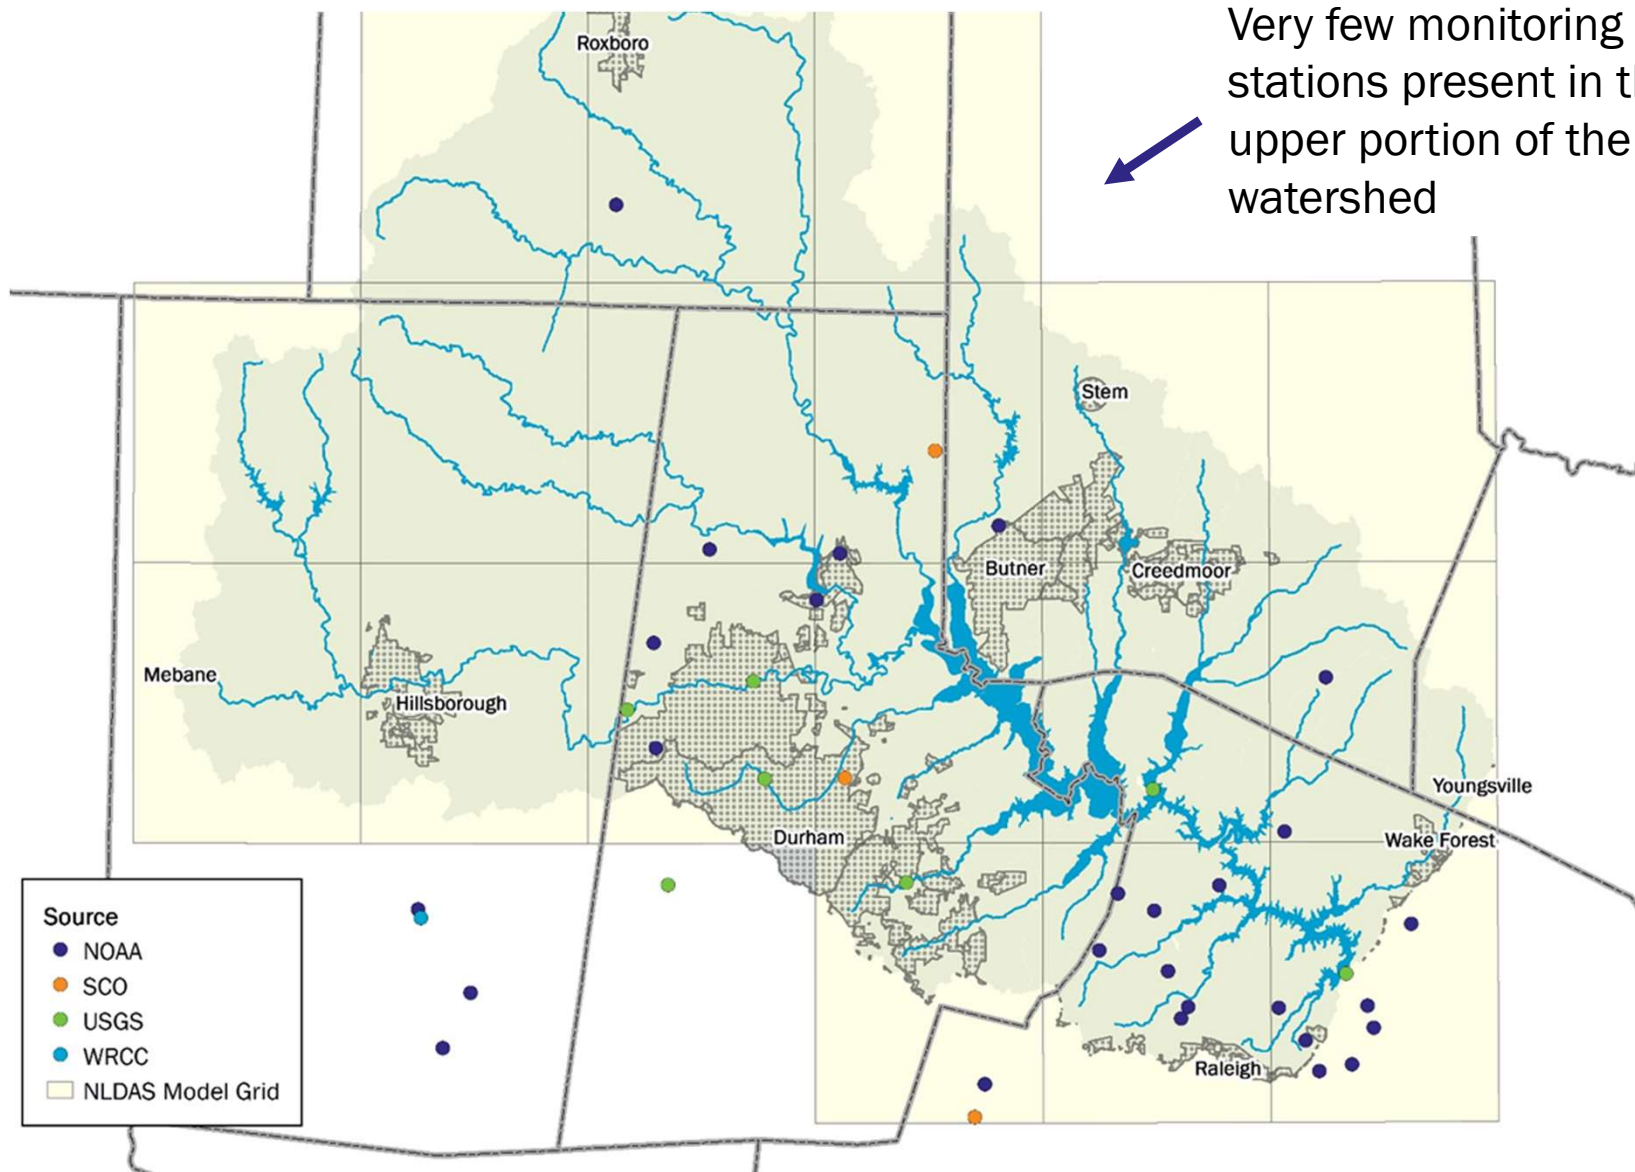 Very few monitoring
stations present in
upper portion of the
watershed
Roxboro
Stem
Butner
Creedmoor
Mebane
Hillsborough
Youngsville
Durham
Wake Forest
Raleigh
Source
NOAA
SCO
USGS
WRCC
NLDAS Model Grid